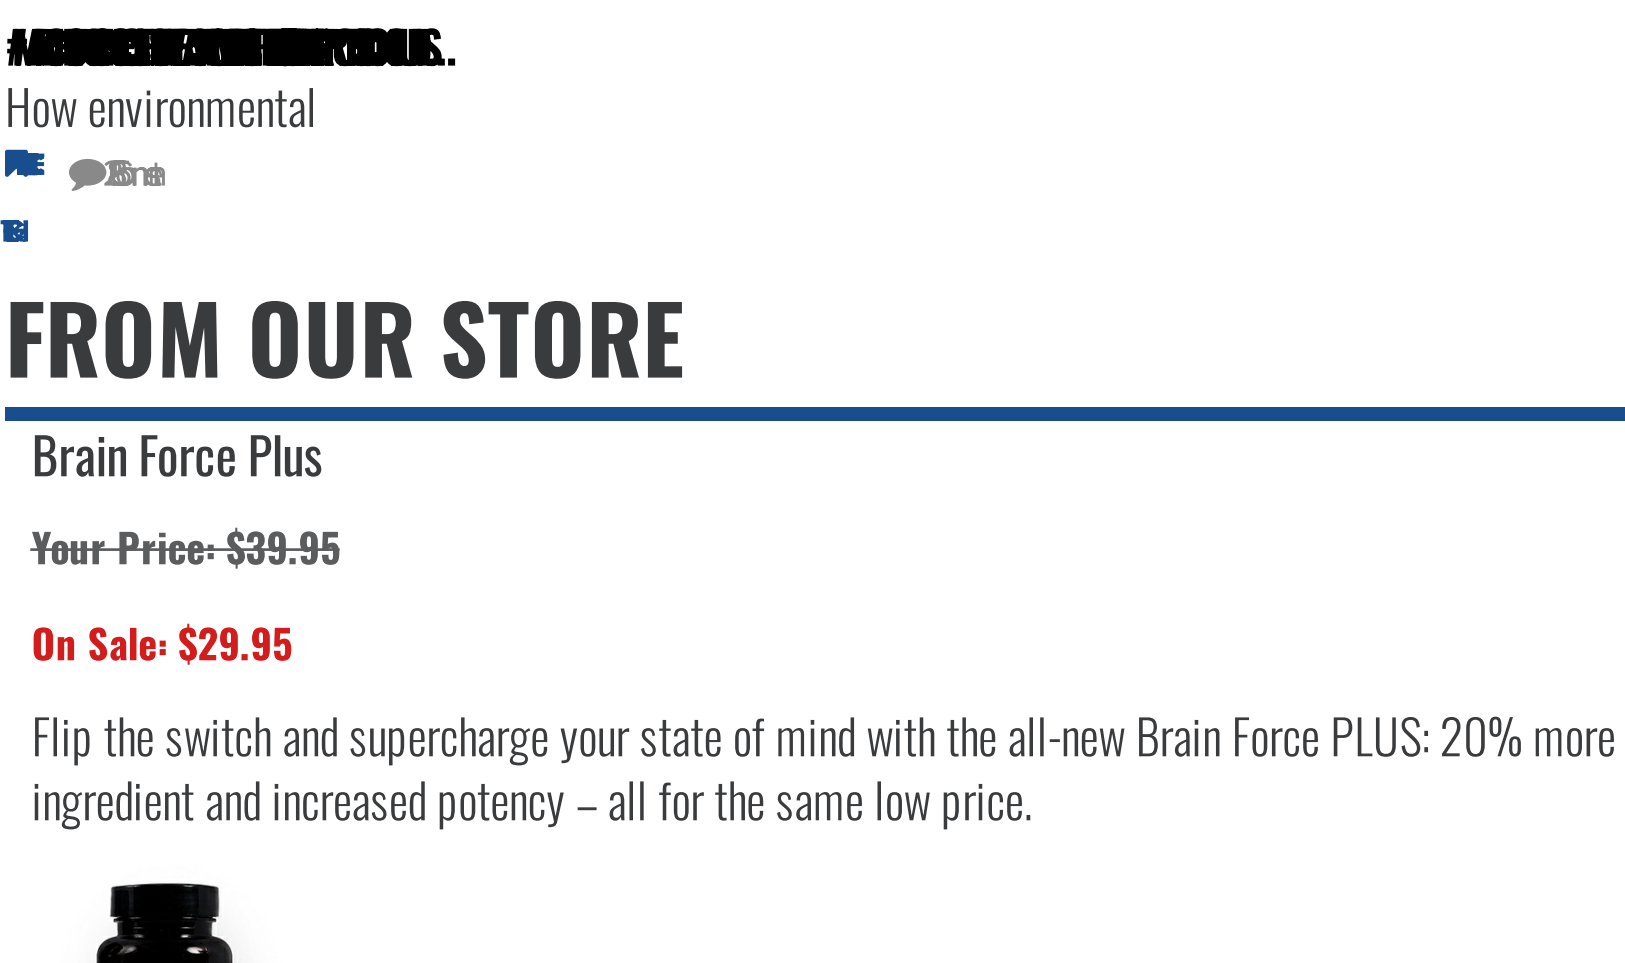 How environmental
FROM OUR STORE
Brain Force Plus
Your Price: $39.95
On Sale: $29.95
Flip the switch and supercharge your state of mind with the all-new Brain Force PLUS: 20% more
ingredient and increased potency – all for the same low price.